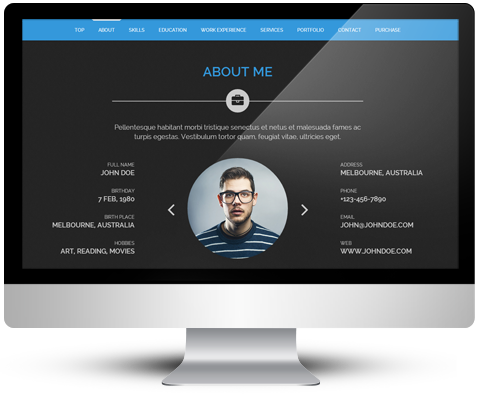 TOP ABOUT SKILLS EDUCATION WORK EXPERIENCE SERVICES PORTFOLIO CONTACT PURCHASE
ABOUT ME
Pellentesque habitant morbi tristique senectus et netus et malesuada fames ac
turpis egestas. Vestibulum tortor quam, feugiat vitae, ultricies eget.
FULL NAME
JOHN DOE
BIRTHDAY
7 FEB, 1980
BIRTH PLACE
MELBOURNE, AUSTRALIA
HOBBIES
ART, READING, MOVIES
ADDRESS
MELBOURNE, AUSTRALIA
PHONE
+123-456-7890
EMAIL
JOHN@JOHNDOE.COM
WEB
WWW.JOHNDOE.COM